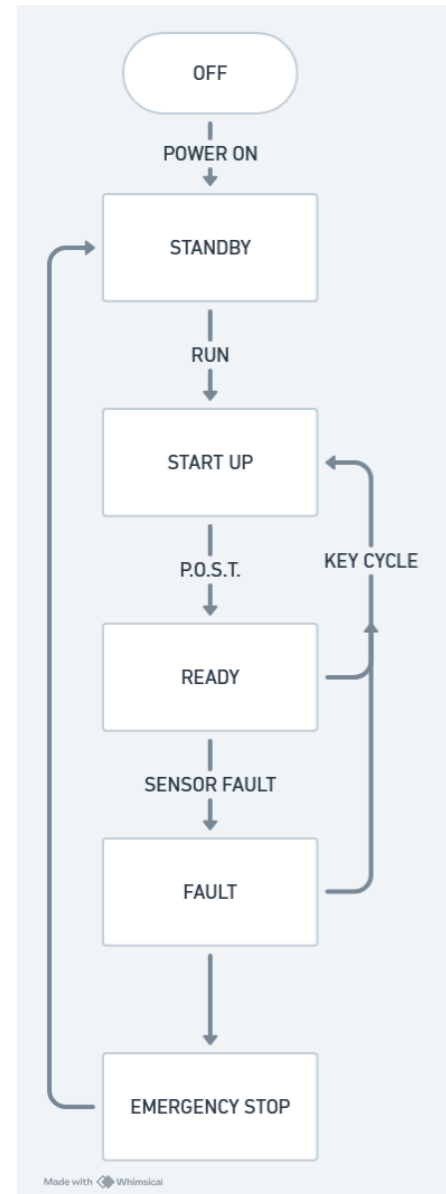 OFF
POWER ON
STANDBY
RUN
START UP
P.O.S.T.
KEY CYCLE
READY
SENSOR FAULT
FAULT
EMERGENCY STOP
Made with Whimsical